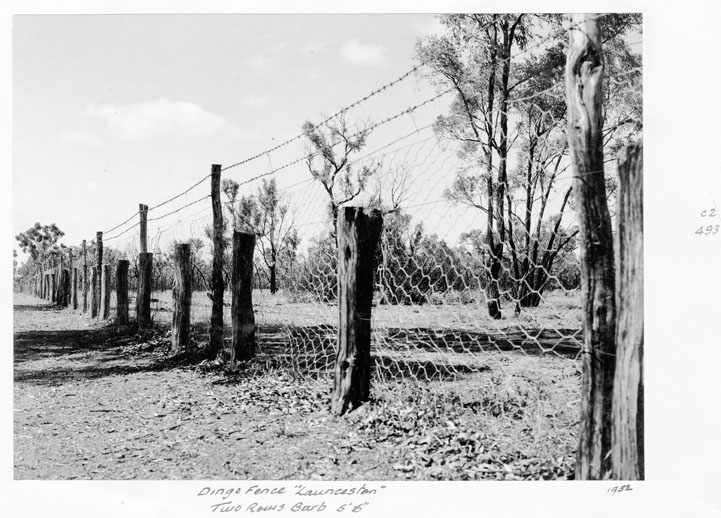 C2
493
Dingo Fence "Launceston" 1952
Two Rows Barb 5'6"